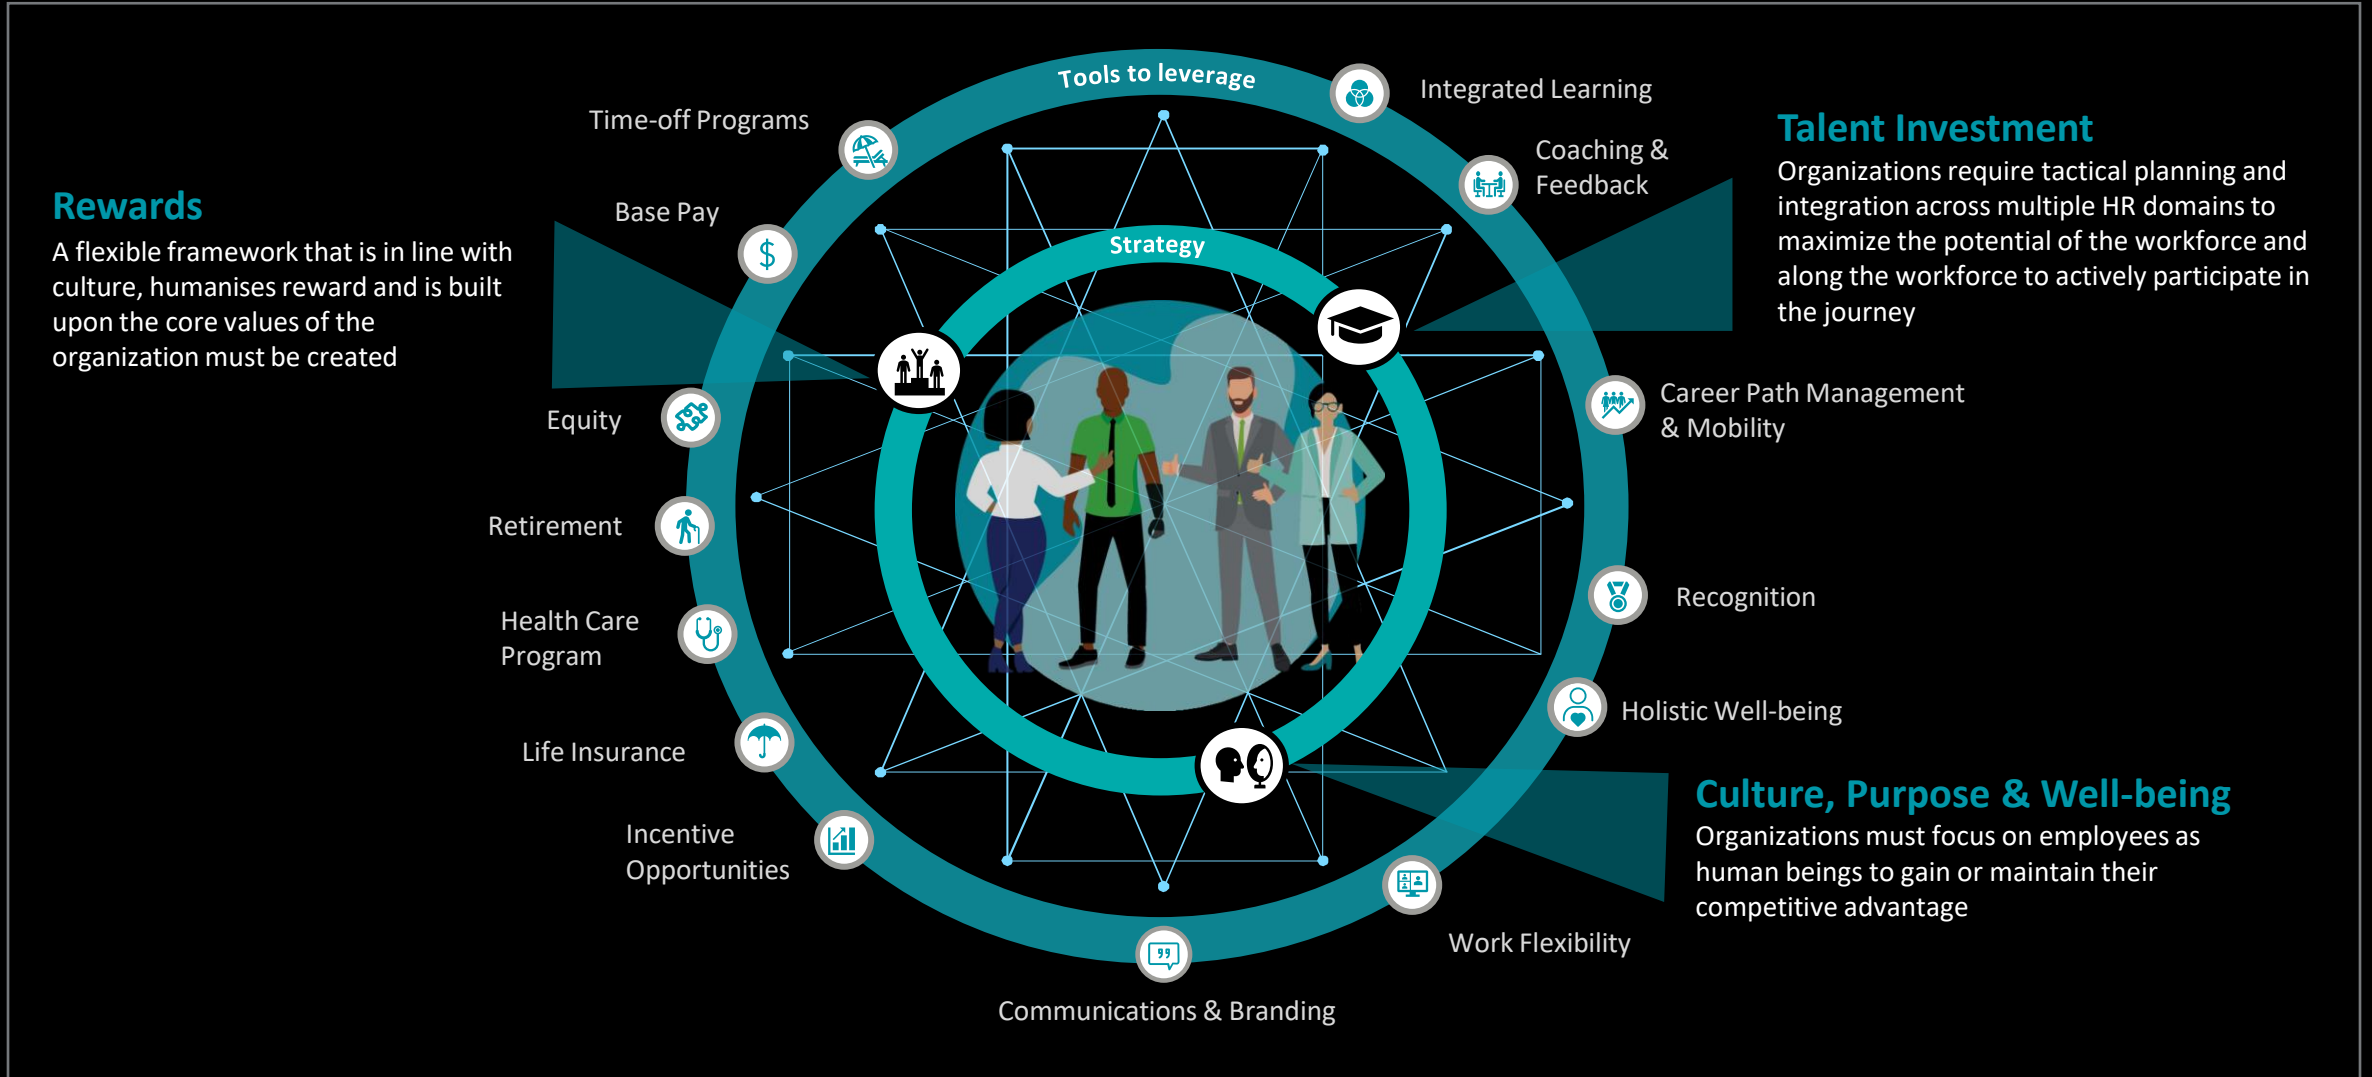 Tools to leverage
Strategy
Time-off Programs
Base Pay
Rewards
A flexible framework that is in line with
culture, humanises reward and is built
upon the core values of the
organization must be created
Equity
Retirement
Health Care
Program
Life Insurance
Incentive
Opportunities
Communications & Branding
Integrated Learning
Coaching &
Feedback
Talent Investment
Organizations require tactical planning and
integration across multiple HR domains to
maximize the potential of the workforce and
along the workforce to actively participate in
the journey
Career Path Management
& Mobility
Recognition
Holistic Well-being
Culture, Purpose & Well-being
Organizations must focus on employees as
human beings to gain or maintain their
competitive advantage
Work Flexibility
$